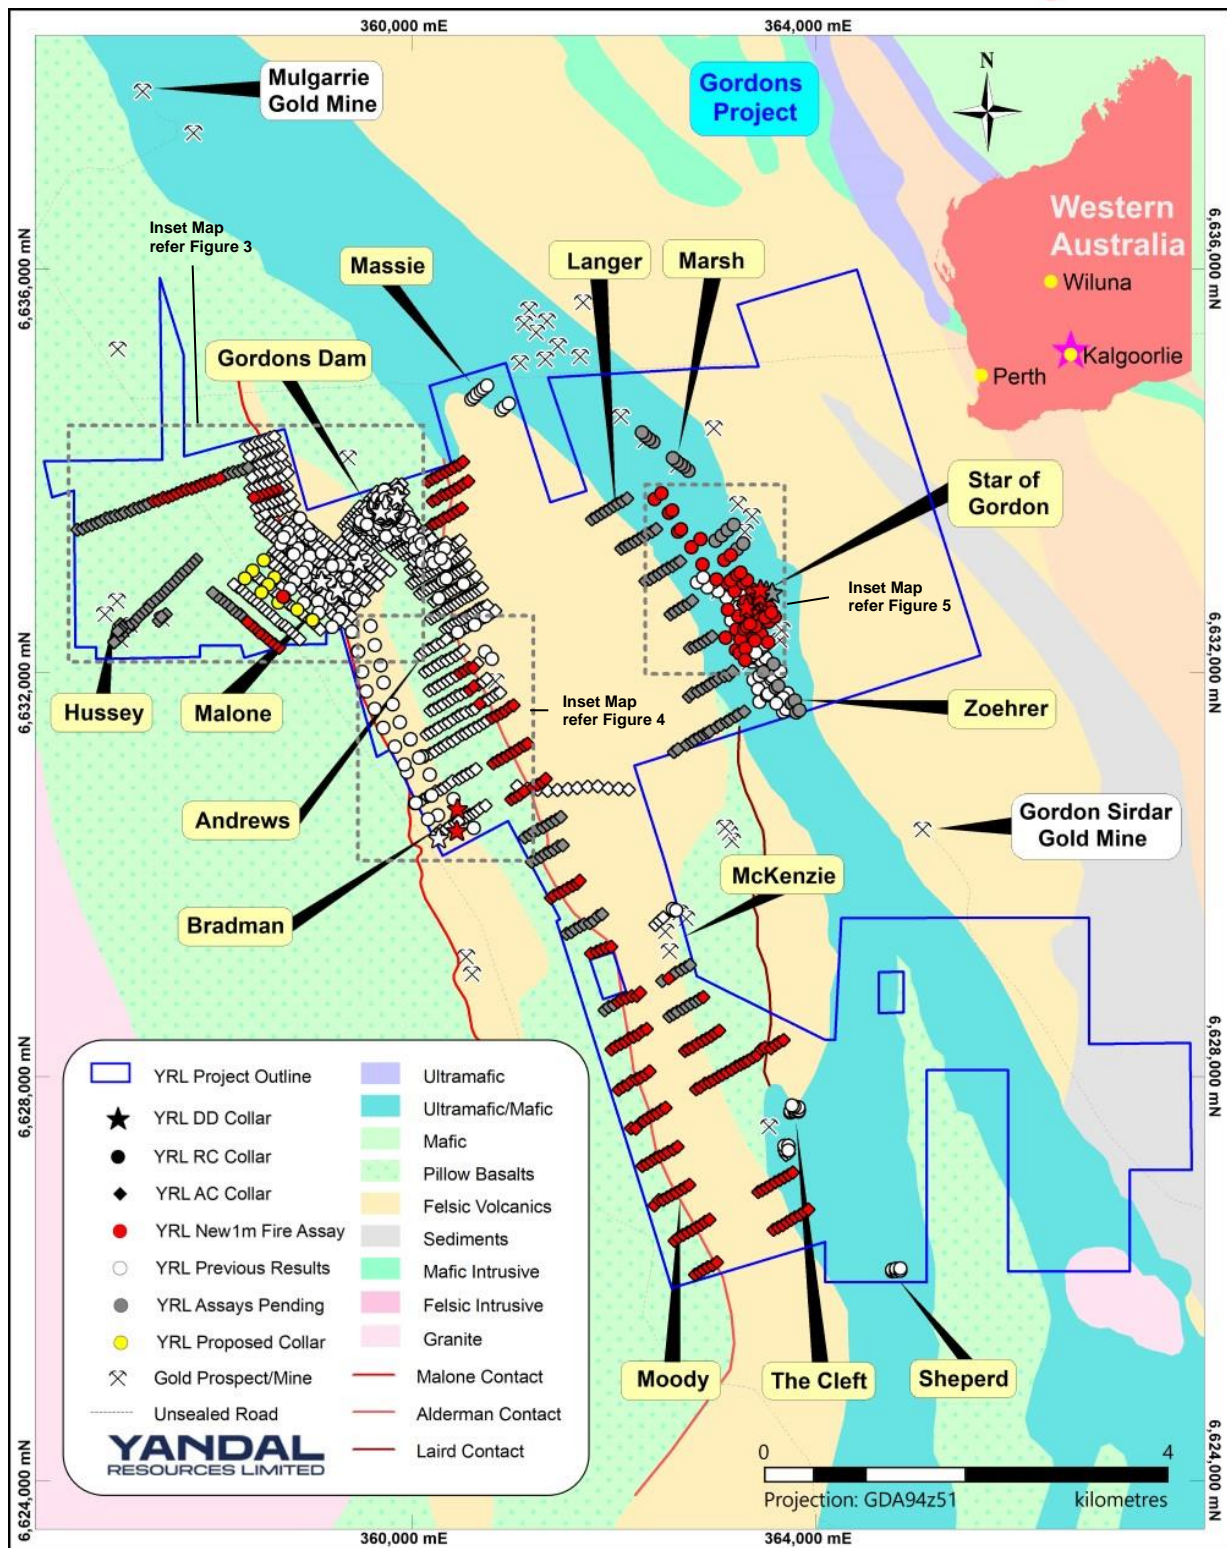 360,000 mE
364,000 mE
Mulgarrie
Gold Mine
Gordons
Project
N
Western
Australia
Wiluna
Kalgoorlie
Perth
6,636,000 mN
6,636,000 mN
Inset Map
refer Figure 3
Massie
Langer
Marsh
Gordons Dam
Star of
Gordon
Inset Map
refer Figure 5
6,632,000 mN
6,632,000 mN
Hussey
Malone
Inset Map
refer Figure 4
Zoehrer
Andrews
Gordon Sirdar
Gold Mine
McKenzie
Bradman
6,628,000 mN
6,628,000 mN
YRL Project Outline
YRL DD Collar
YRL RC Collar
YRL AC Collar
YRL New1m Fire Assay
YRL Previous Results
YRL Assays Pending
YRL Proposed Collar
Gold Prospect/Mine
Unsealed Road
YANDAL
RESOURCES LIMITED
Ultramafic
Ultramafic/Mafic
Mafic
Pillow Basalts
Felsic Volcanics
Sediments
Mafic Intrusive
Felsic Intrusive
Granite
Malone Contact
Alderman Contact
Laird Contact
Moody
The Cleft
Sheperd
0
4
Projection: GDA94z51
kilometres
6,624,000 mN
6,624,000 mN
360,000 mE
364,000 mE